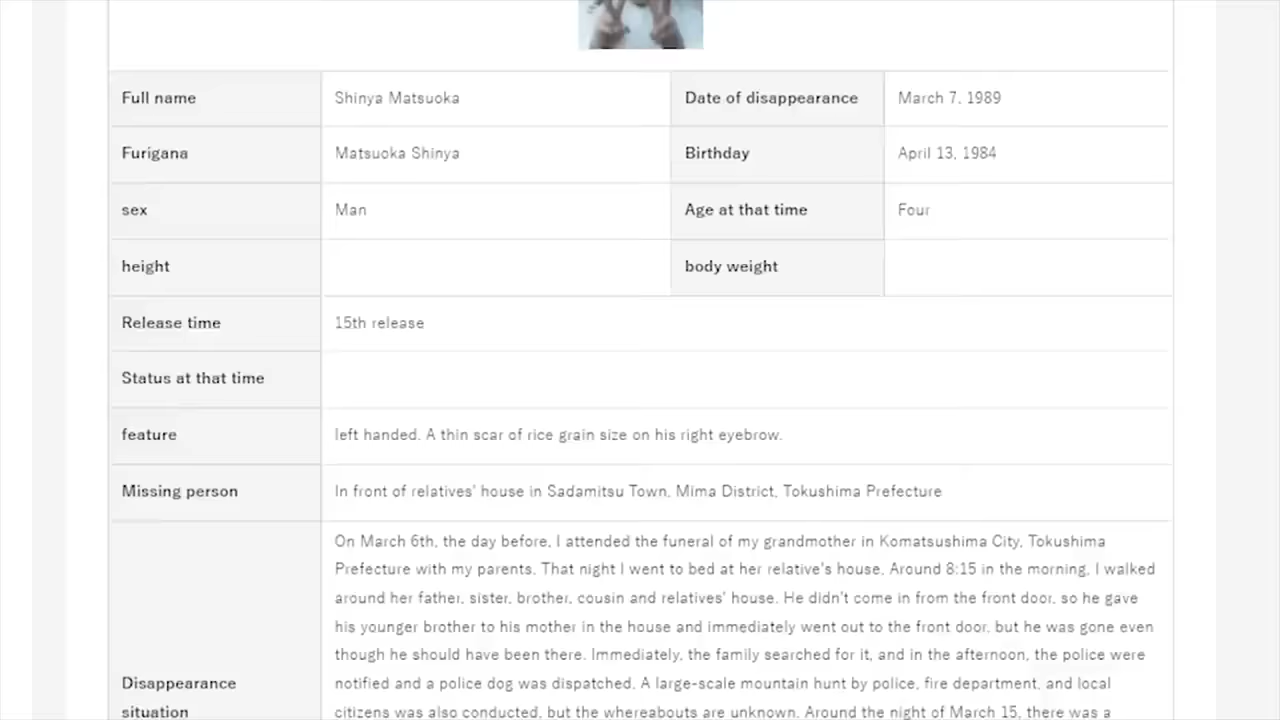 Full name Shinya Matsuoka Date of disappearance March 7, 1989
Furigana Matsuoka Shinya Birthday April 13, 1984
sex Man Age at that time Four
height body weight
Release time 15th release
Status at that time
feature left handed. A thin scar of rice grain size on his right eyebrow.
Missing person In front of relatives' house in Sadamitsu Town, Mima District, Tokushima Prefecture
On March 6th, the day before, I attended the funeral of my grandmother in Komatsushima City, Tokushima
Prefecture with my parents. That night I went to bed at her relative's house. Around 8:15 in the morning, I walked
around her father, sister, brother, cousin and relatives' house. He didn't come in from the front door, so he gave
his younger brother to his mother in the house and immediately went out to the front door, but he was gone even
though he should have been there. Immediately, the family searched for it, and in the afternoon, the police were
Disappearance notified and a police dog was dispatched. A large-scale mountain hunt by police, fire department, and local
situation citizens was also conducted, but the whereabouts are unknown. Around the night of March 15, there was a